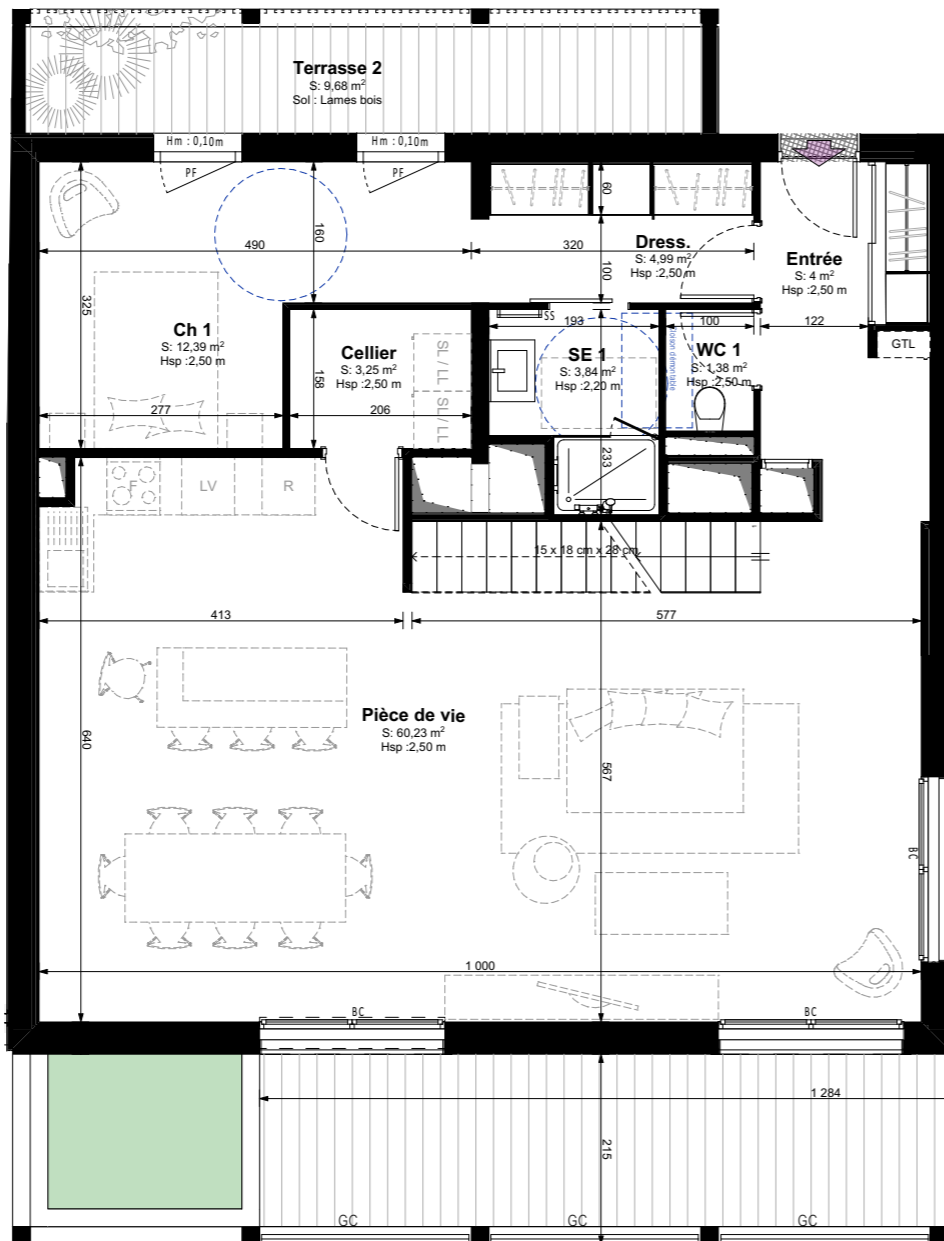 Terrasse 2
S: 9,68 m²
Sol : Lames bois
Hm : 0,10m
Hm : 0,10m
PF
PF
60
160
490
320
100
Dress.
S: 4,99 m²
Hsp :2,50 m
Entrée
S: 4 m²
Hsp :2,50 m
325
SS
193
100
122
GTL
Ch 1
S: 12,39 m²
Hsp :2,50 m
Cellier
S: 3,25 m²
Hsp :2,50 m
158
SL / LL
SL / LL
SE 1
S: 3,84 m²
Hsp :2,20 m
Cloison démontable
WC 1
S: 1,38 m²
Hsp :2,50 m
277
206
233
F
LV
R
15 x 18 cm x 28 cm
413
577
Pièce de vie
S: 60,23 m²
Hsp :2,50 m
640
567
BC
1 000
BC
BC
1 284
215
GC
GC
GC